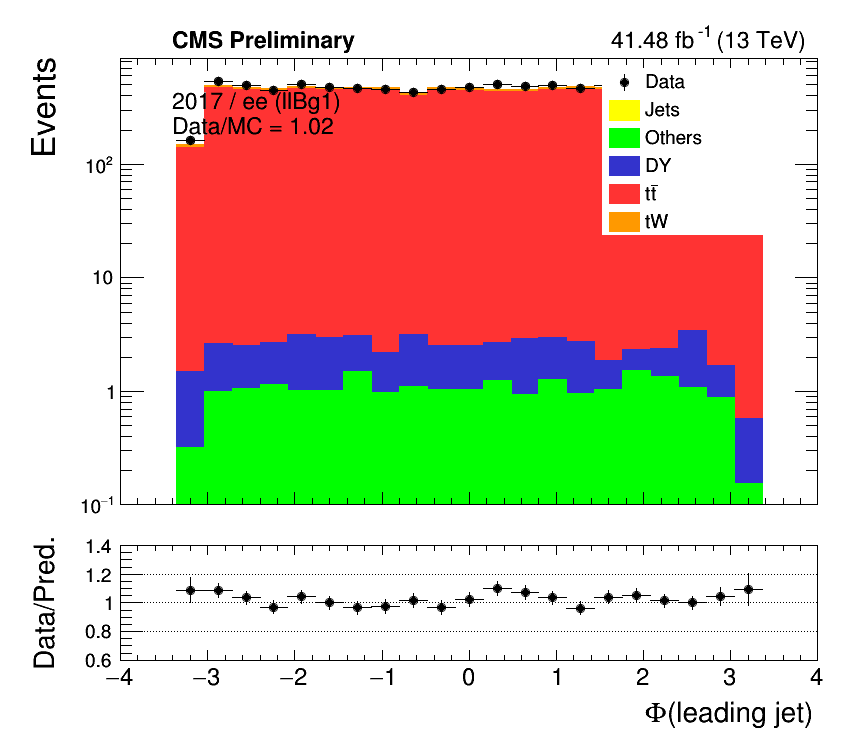 CMS Preliminary
41.48 fb⁻¹ (13 TeV)
Events
2017 / ee (llBg1)
Data/MC = 1.02
Data
Jets
Others
DY
tt̄
tW
10²
10
1
10⁻¹
Data/Pred.
1.4
1.2
1
0.8
0.6
−4 −3 −2 −1 0 1 2 3 4
Φ(leading jet)